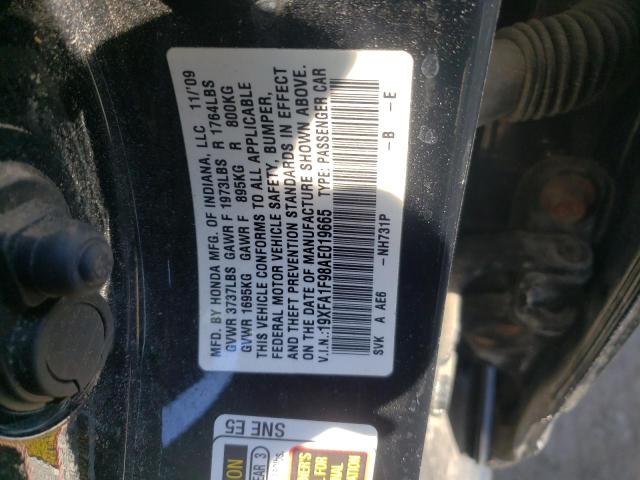 MFD. BY HONDA MFG. OF INDIANA, LLC 11/'09
GVWR 3737LBS GAWR F 1973LBS R 1764LBS
GVWR 1695KG GAWR F 895KG R 800KG
THIS VEHICLE CONFORMS TO ALL APPLICABLE
FEDERAL MOTOR VEHICLE SAFETY, BUMPER,
AND THEFT PREVENTION STANDARDS IN EFFECT
ON THE DATE OF MANUFACTURE SHOWN ABOVE.
V.I.N.:19XFA1F98AE019665 TYPE: PASSENGER CAR
SVK A AE6 -NH731P -B -E
SNE E5
EAR 3